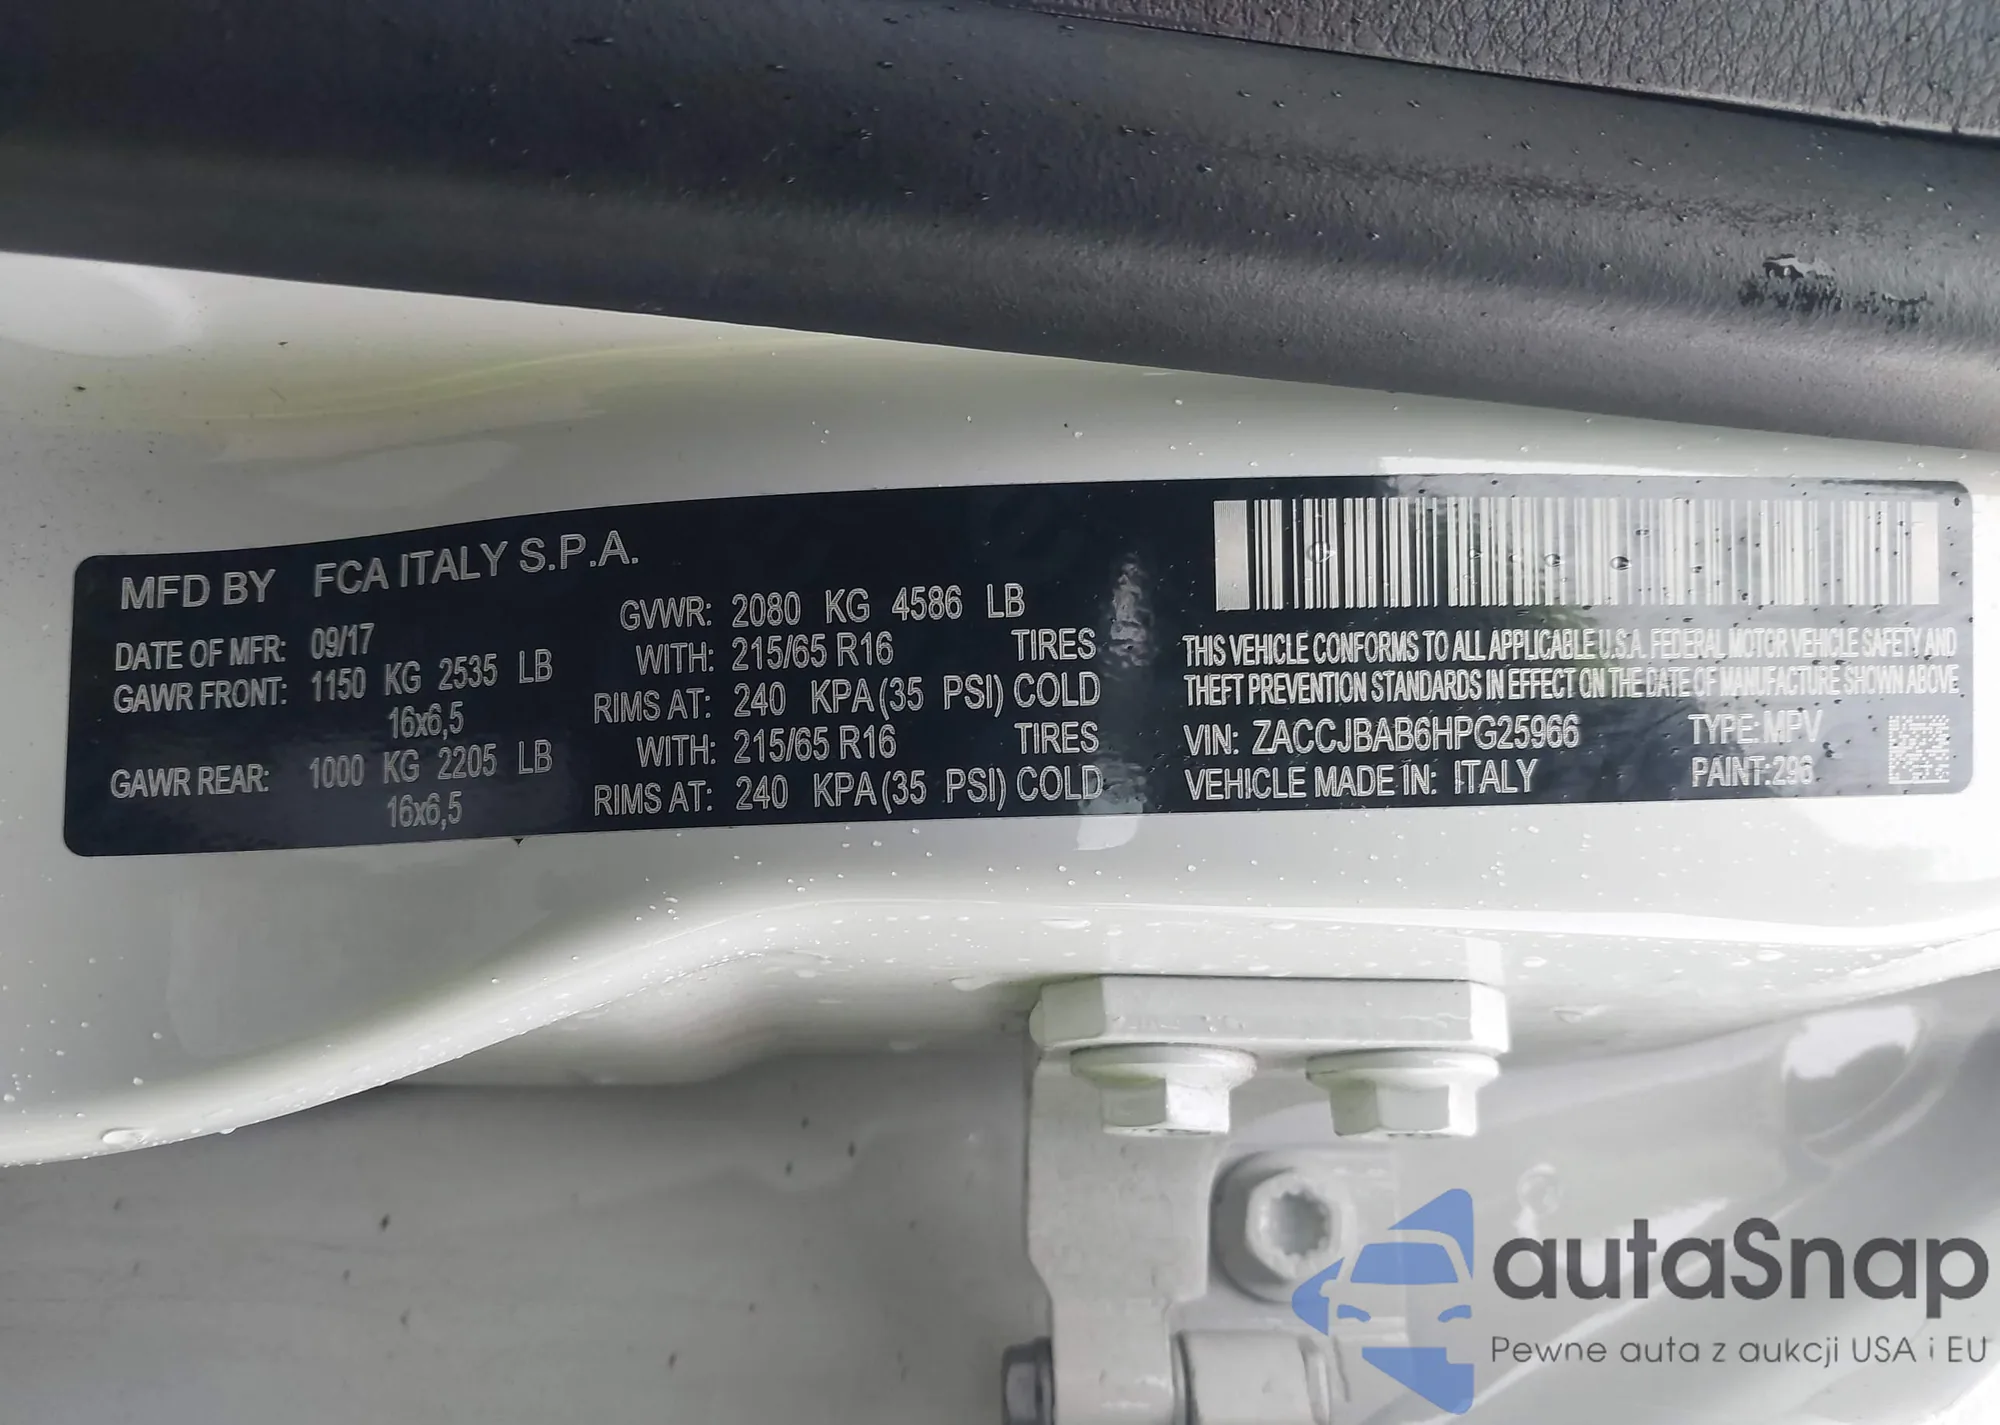 MFD BY FCA ITALY S.P.A.
DATE OF MFR: 09/17
GAWR FRONT: 1150 KG 2535 LB
16x6,5
GAWR REAR: 1000 KG 2205 LB
16x6,5
GVWR: 2080 KG 4586 LB
WITH: 215/65 R16 TIRES
RIMS AT: 240 KPA(35 PSI) COLD
WITH: 215/65 R16 TIRES
RIMS AT: 240 KPA(35 PSI) COLD
THIS VEHICLE CONFORMS TO ALL APPLICABLE U.S.A. FEDERAL MOTOR VEHICLE SAFETY AND
THEFT PREVENTION STANDARDS IN EFFECT ON THE DATE OF MANUFACTURE SHOWN ABOVE
VIN: ZACCJBAB6HPG25966 TYPE: MPV
VEHICLE MADE IN: ITALY PAINT:296
autaSnap
Pewne auta z aukcji USA i EU